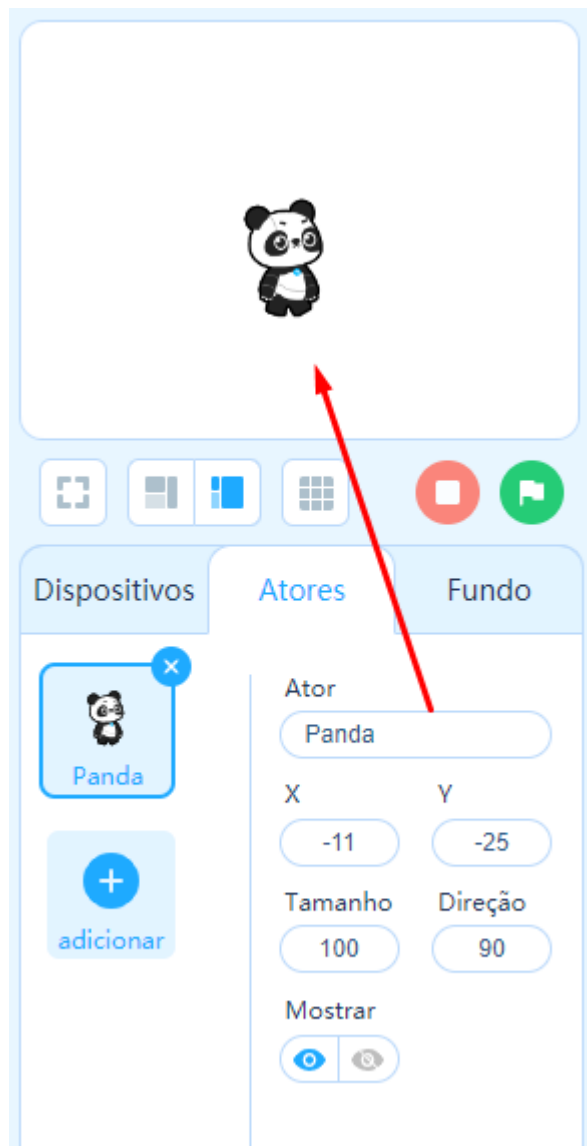 Dispositivos Atores Fundo
Panda
adicionar
Ator
Panda
X Y
-11 -25
Tamanho Direção
100 90
Mostrar